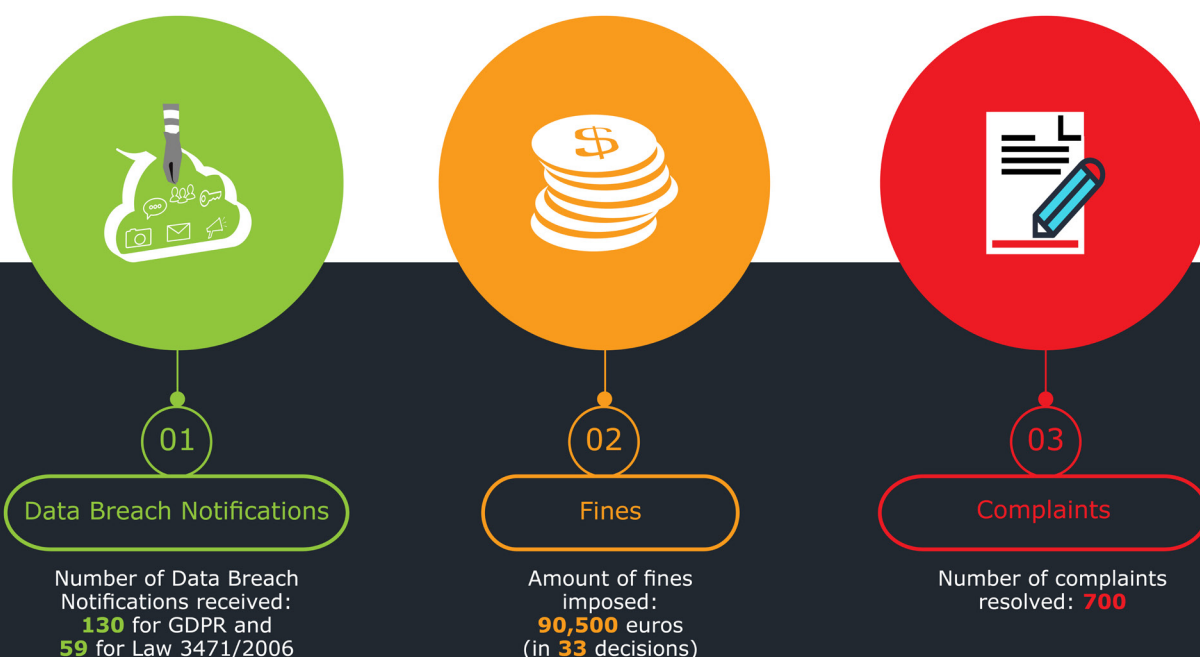 $
01
Data Breach Notifications
Number of Data Breach
Notifications received:
130 for GDPR and
59 for Law 3471/2006
02
Fines
Amount of fines
imposed:
90,500 euros
(in 33 decisions)
03
Complaints
Number of complaints
resolved: 700